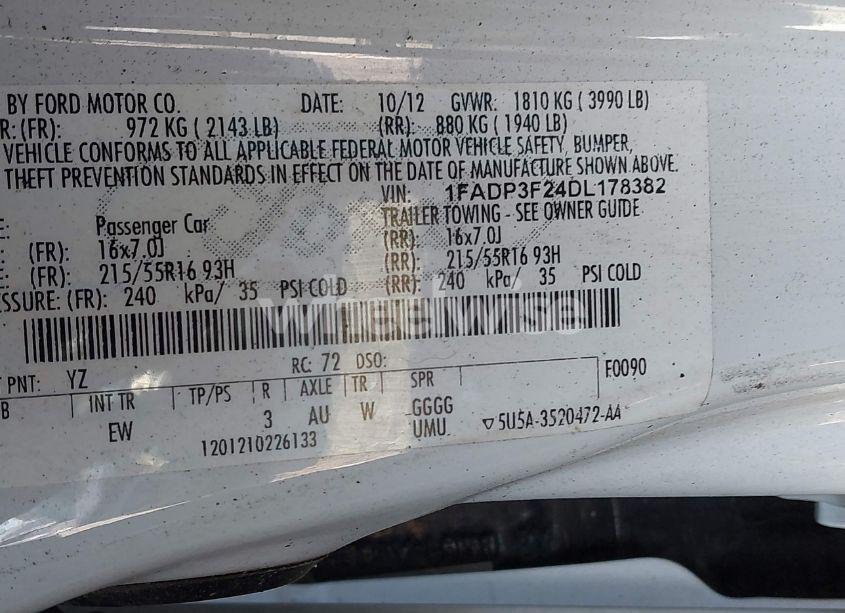 BY FORD MOTOR CO. DATE: 10/12 GVWR: 1810 KG ( 3990 LB)
R: (FR): 972 KG ( 2143 LB) (RR): 880 KG ( 1940 LB)
VEHICLE CONFORMS TO ALL APPLICABLE FEDERAL MOTOR VEHICLE SAFETY, BUMPER,
THEFT PREVENTION STANDARDS IN EFFECT ON THE DATE OF MANUFACTURE SHOWN ABOVE.
VIN: 1FADP3F24DL178382
E: Passenger Car TRAILER TOWING - SEE OWNER GUIDE
(FR): 16x7.0J (RR): 16x7.0J
E: (FR): 215/55R16 93H (RR): 215/55R16 93H
SSURE: (FR): 240 kPa/ 35 PSI COLD (RR): 240 kPa/ 35 PSI COLD
wheelwise
RC: 72 DSO:
T PNT: YZ F0090
B INT TR TP/PS R AXLE TR SPR
EW 3 AU W GGGG
UMU
1201210226133 ▽5U5A-3520472-AA